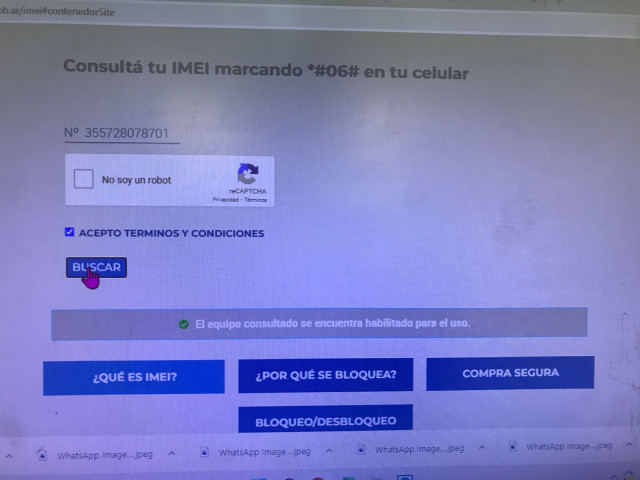 ob.ar/imei#contenedorSite
Consultá tu IMEI marcando *#06# en tu celular
Nº 355728078701
No soy un robot
reCAPTCHA
Privacidad - Términos
ACEPTO TERMINOS Y CONDICIONES
BUSCAR
El equipo consultado se encuentra habilitado para el uso.
¿QUÉ ES IMEI?
¿POR QUÉ SE BLOQUEA?
COMPRA SEGURA
BLOQUEO/DESBLOQUEO
WhatsApp Image....jpeg
WhatsApp Image....jpeg
WhatsApp Image....jpeg
WhatsApp Image....jpeg